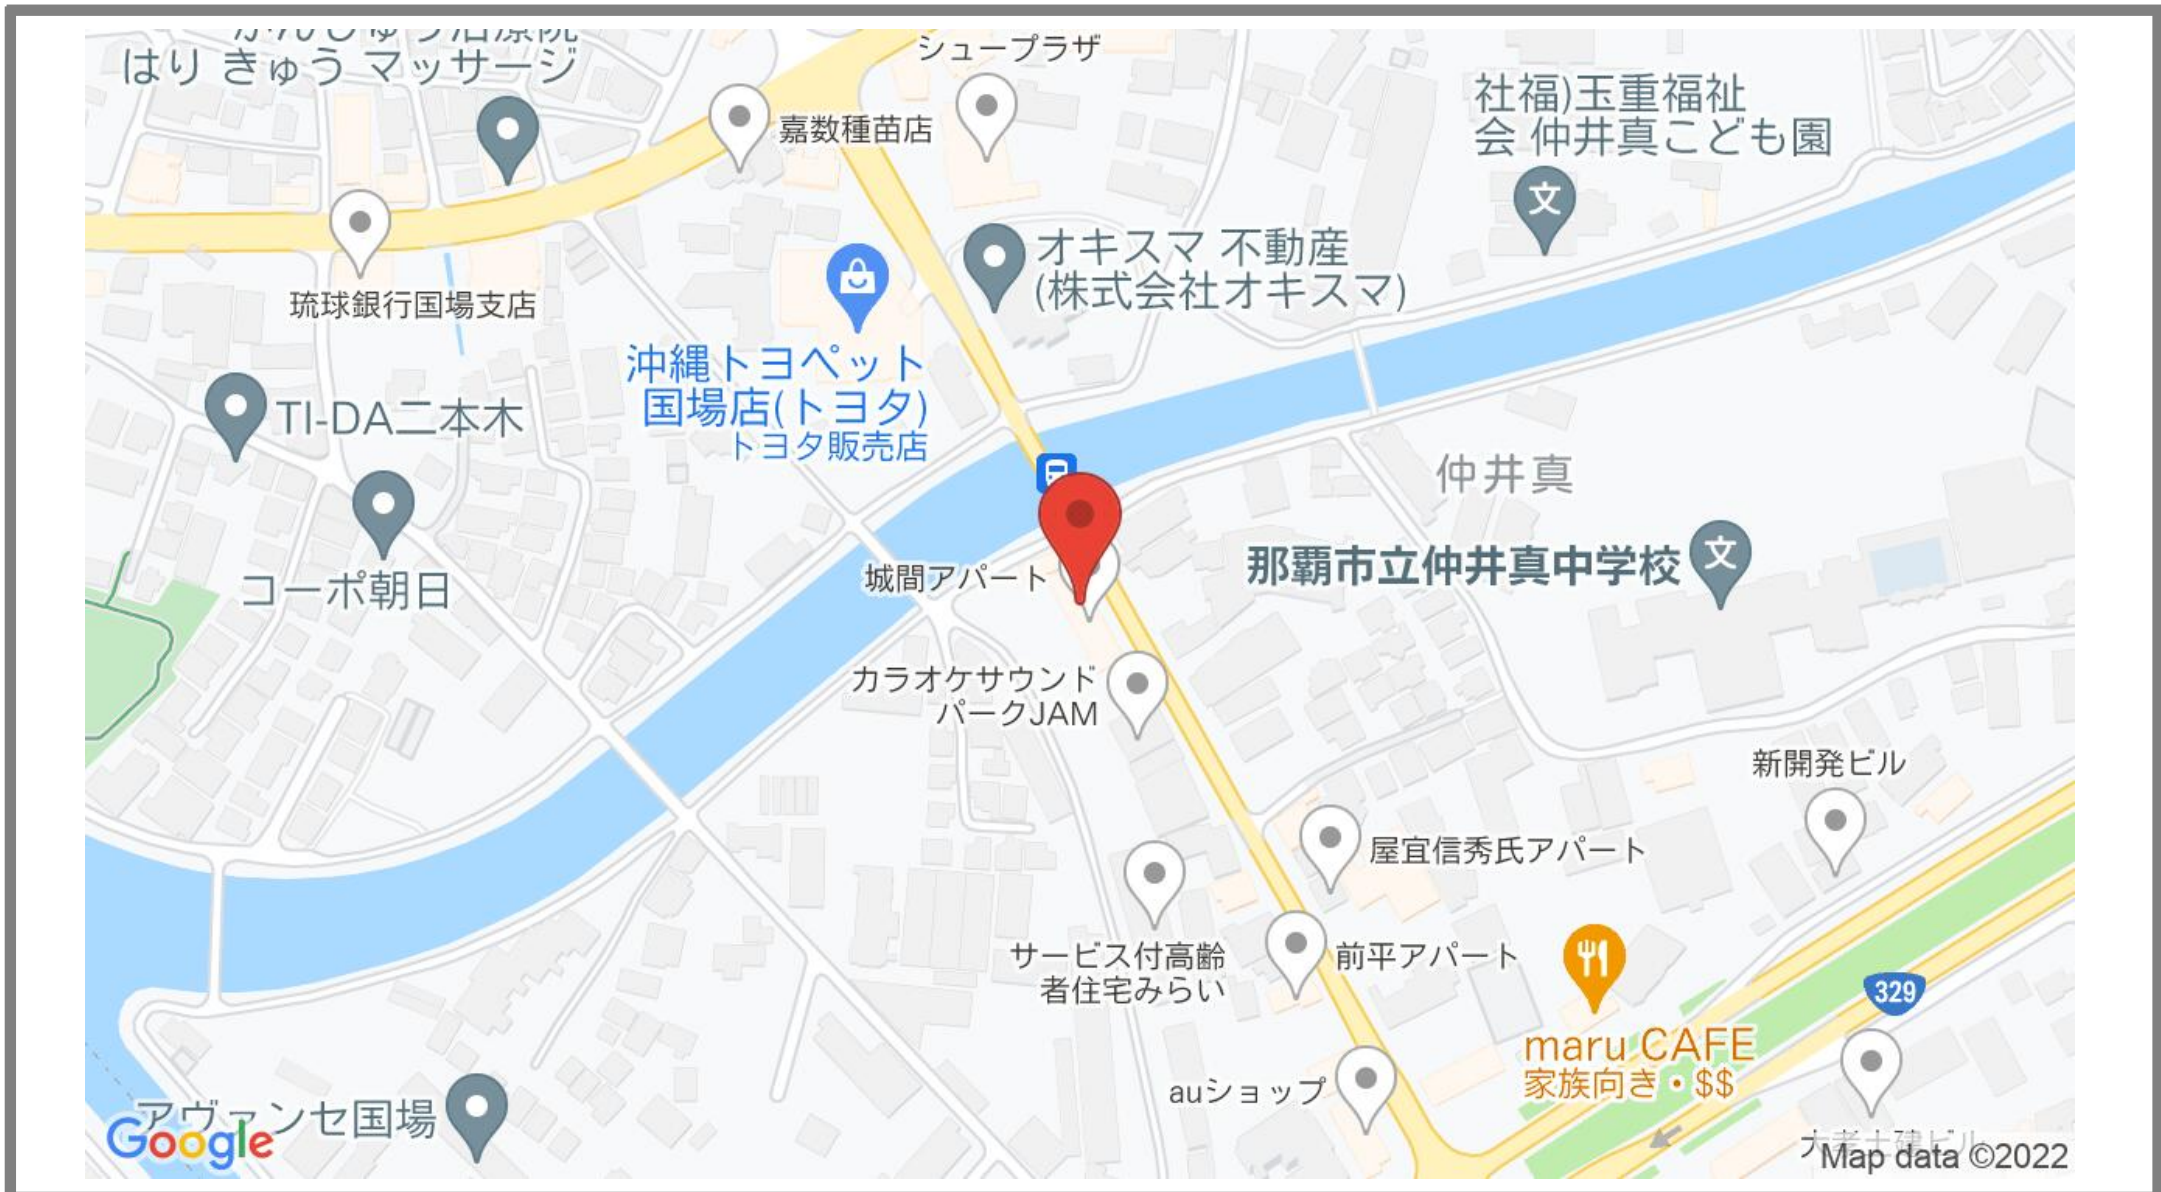 はり きゅう マッサージ
シュープラザ
嘉数種苗店
社福)玉重福祉
会 仲井真こども園
文
琉球銀行国場支店
オキスマ 不動産
(株式会社オキスマ)
沖縄トヨペット
国場店(トヨタ)
トヨタ販売店
TI-DA二本木
仲井真
コーポ朝日
城間アパート
那覇市立仲井真中学校
文
カラオケサウンド
パークJAM
新開発ビル
屋宜信秀氏アパート
サービス付高齢
者住宅みらい
前平アパート
329
maru CAFE
家族向き・$$
auショップ
アヴァンセ国場
Google
Map data ©2022